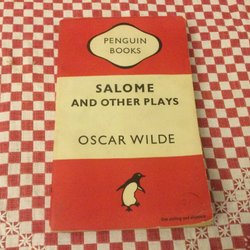 PENGUIN
BOOKS
SALOME
AND OTHER PLAYS
OSCAR WILDE